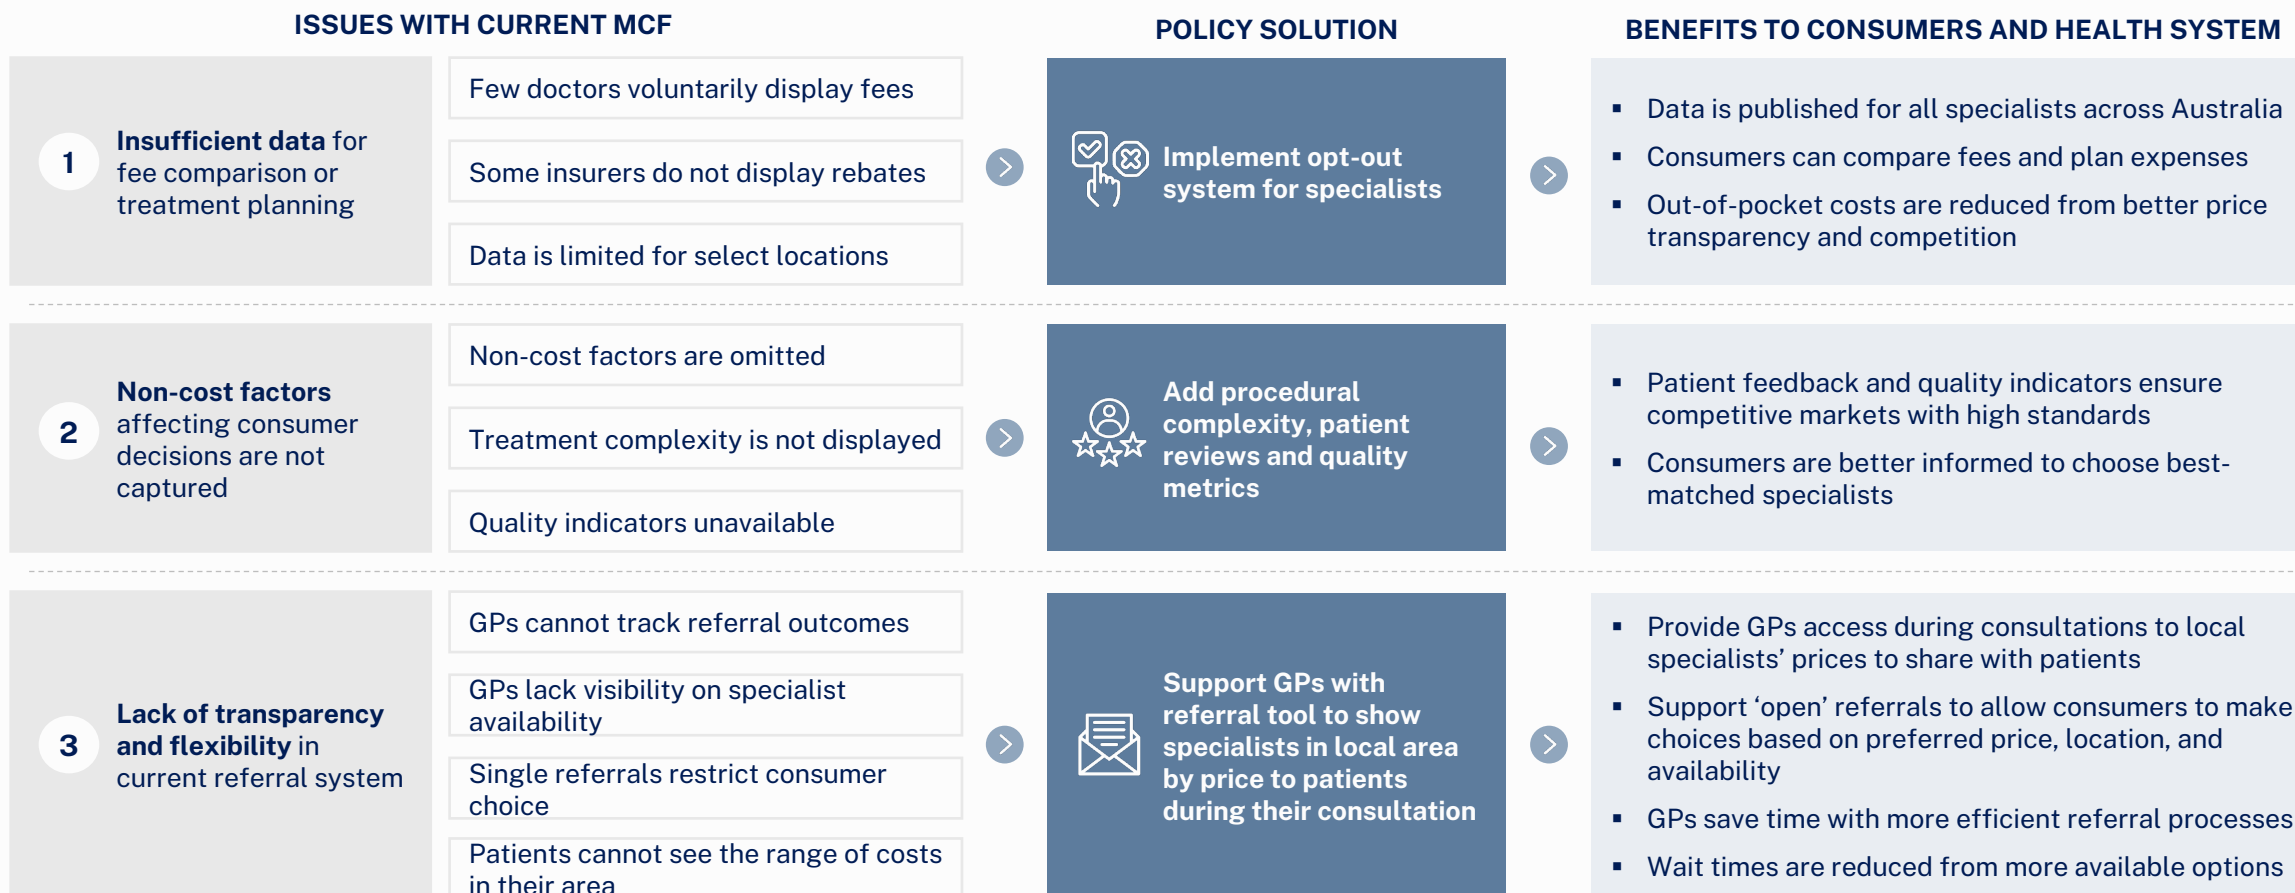 ISSUES WITH CURRENT MCF
POLICY SOLUTION
BENEFITS TO CONSUMERS AND HEALTH SYSTEM
1
Insufficient data for
fee comparison or
treatment planning
Few doctors voluntarily display fees
Some insurers do not display rebates
Data is limited for select locations
Implement opt-out
system for specialists
▪ Data is published for all specialists across Australia
▪ Consumers can compare fees and plan expenses
▪ Out-of-pocket costs are reduced from better price
transparency and competition
2
Non-cost factors
affecting consumer
decisions are not
captured
Non-cost factors are omitted
Treatment complexity is not displayed
Quality indicators unavailable
Add procedural
complexity, patient
reviews and quality
metrics
▪ Patient feedback and quality indicators ensure
competitive markets with high standards
▪ Consumers are better informed to choose best-
matched specialists
3
Lack of transparency
and flexibility in
current referral system
GPs cannot track referral outcomes
GPs lack visibility on specialist
availability
Single referrals restrict consumer
choice
Patients cannot see the range of costs
in their area
Support GPs with
referral tool to show
specialists in local area
by price to patients
during their consultation
▪ Provide GPs access during consultations to local
specialists’ prices to share with patients
▪ Support ‘open’ referrals to allow consumers to make
choices based on preferred price, location, and
availability
▪ GPs save time with more efficient referral processes
▪ Wait times are reduced from more available options